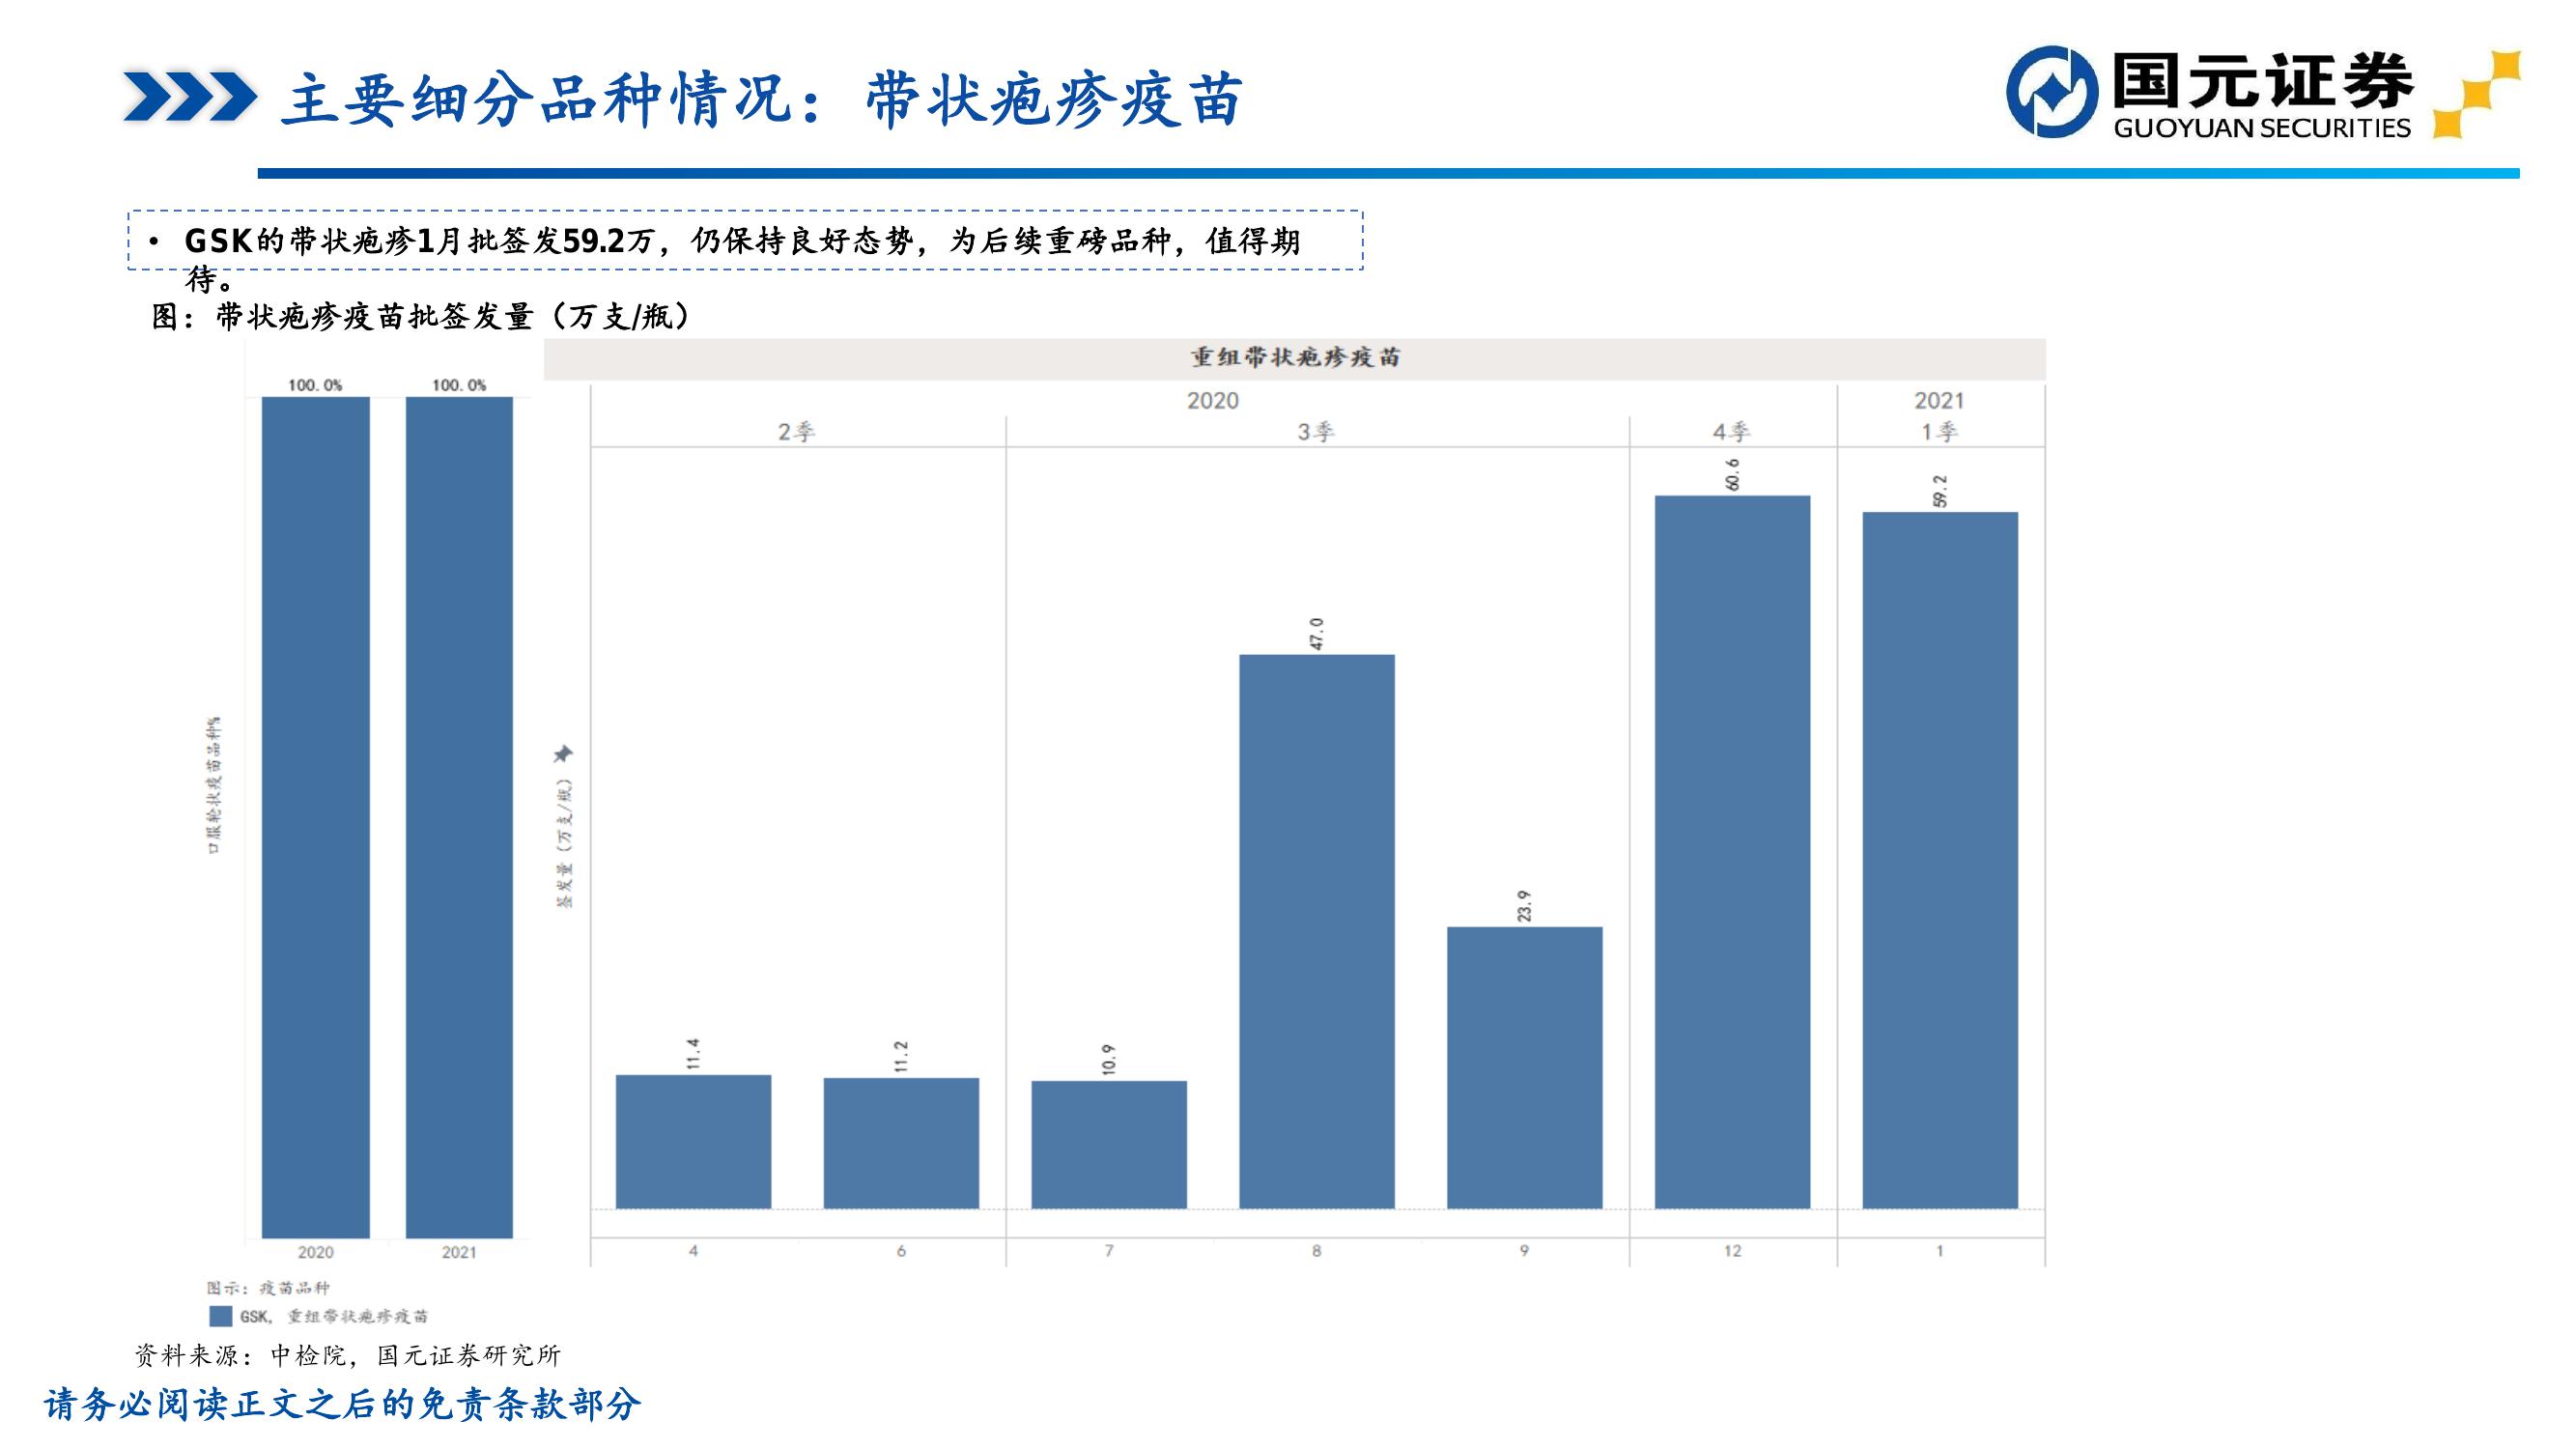 主要细分品种情况：带状疱疹疫苗
国元证券
GUOYUAN SECURITIES
• GSK的带状疱疹1月批签发59.2万，仍保持良好态势，为后续重磅品种，值得期
待。
图：带状疱疹疫苗批签发量（万支/瓶）
重组带状疱疹疫苗
100.0% 100.0%
2020 2021
2季 3季 4季 1季
口服轮状疫苗品种%
签发量（万支/瓶）
11.4 11.2 10.9 47.0 23.9 60.6 59.2
2020 2021
4 6 7 8 9 12 1
图示：疫苗品种
GSK, 重组带状疱疹疫苗
资料来源：中检院，国元证券研究所
请务必阅读正文之后的免责条款部分